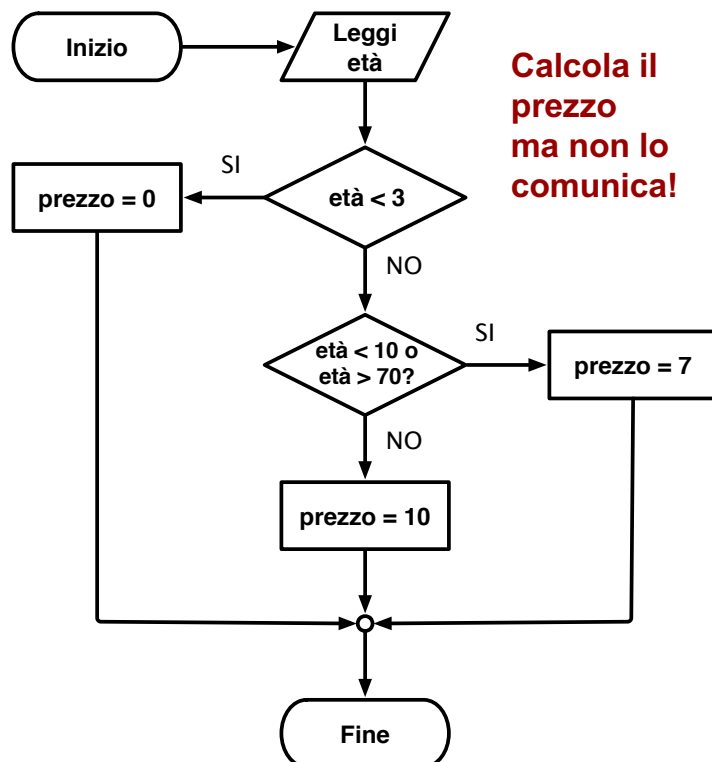 Inizio
Leggi
età
Calcola il
prezzo
ma non lo
comunica!
SI
prezzo = 0
età < 3
NO
età < 10 o
età > 70?
SI
prezzo = 7
NO
prezzo = 10
Fine